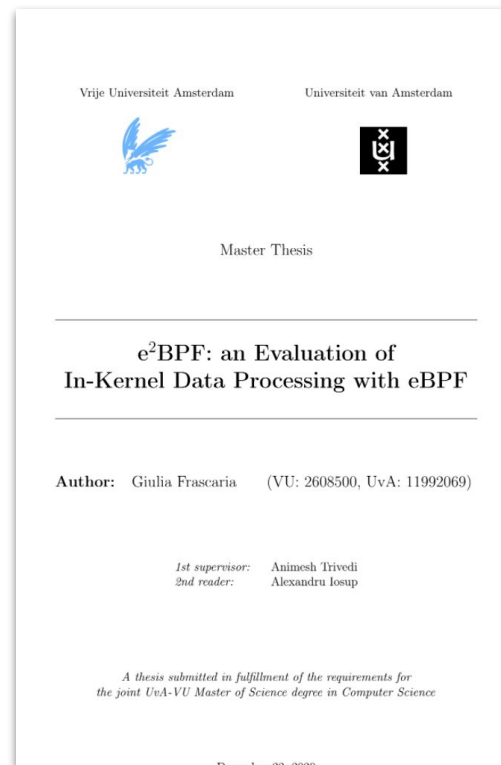 Vrije Universiteit Amsterdam Universiteit van Amsterdam
Master Thesis
e²BPF: an Evaluation of
In-Kernel Data Processing with eBPF
Author: Giulia Frascaria (VU: 2608500, UvA: 11992069)
1st supervisor: Animesh Trivedi
2nd reader: Alexandru Iosup
A thesis submitted in fulfillment of the requirements for
the joint UvA-VU Master of Science degree in Computer Science